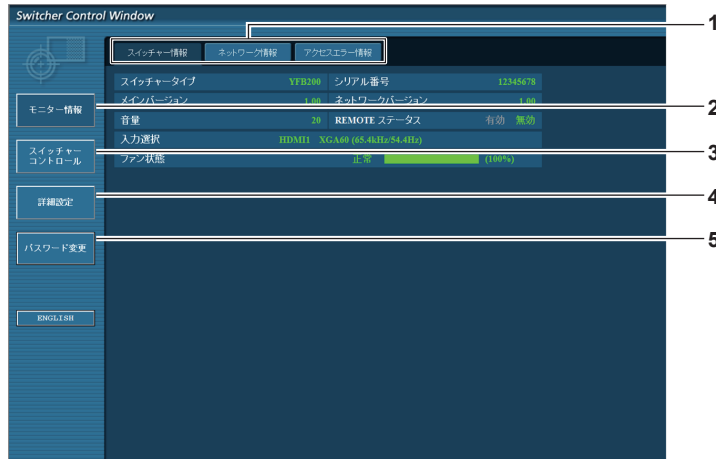 Switcher Control Window
1
スイッチャー情報 ネットワーク情報 アクセスエラー情報
スイッチャータイプ YFB200 シリアル番号 12345678
メインバージョン 1.00 ネットワークバージョン 1.00
音量 20 REMOTE ステータス 有効 無効
入力選択 HDMI1 XGA60 (65.4kHz/54.4Hz)
ファン状態 正常 (100%)
モニター情報
2
スイッチャー
コントロール
3
詳細設定
4
パスワード変更
5
ENGLISH